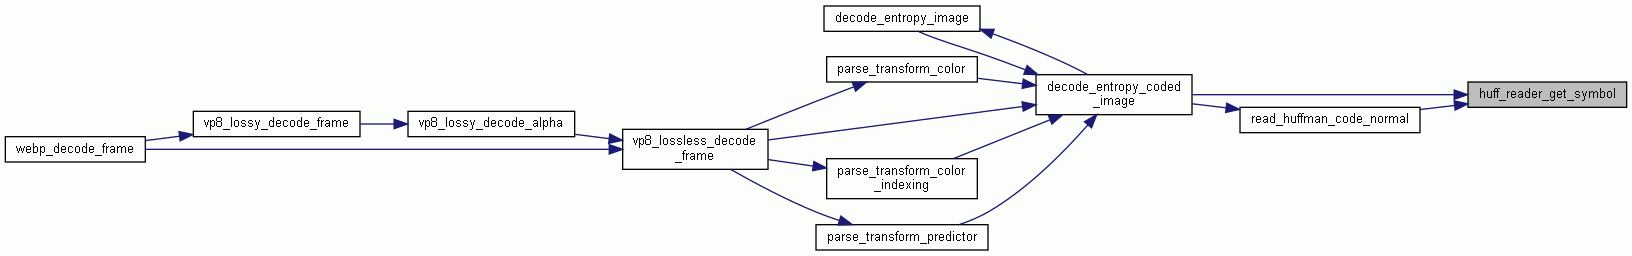 decode_entropy_image
parse_transform_color
decode_entropy_coded
_image
huff_reader_get_symbol
read_huffman_code_normal
vp8_lossy_decode_frame
vp8_lossy_decode_alpha
webp_decode_frame
vp8_lossless_decode
_frame
parse_transform_color
_indexing
parse_transform_predictor